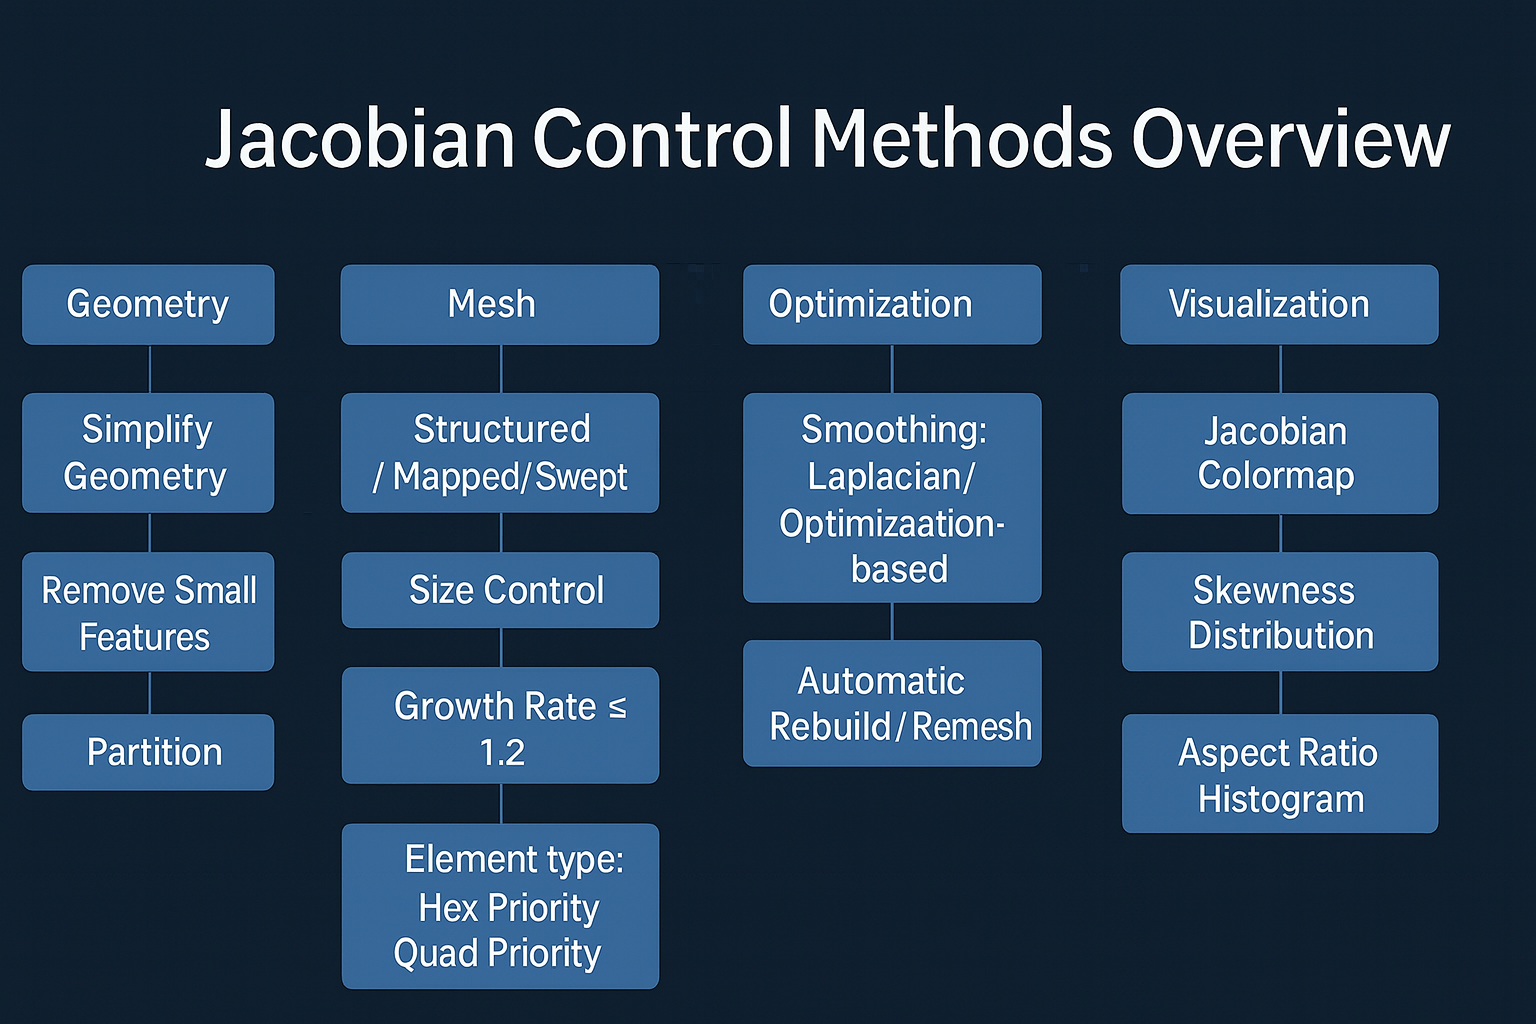 Jacobian Control Methods Overview
Geometry
Simplify
Geometry
Remove Small
Features
Partition
Mesh
Structured
/ Mapped/Swept
Size Control
Growth Rate ≤
1.2
Element type:
Hex Priority
Quad Priority
Optimization
Smoothing:
Laplacian/
Optimizaation-
based
Automatic
Rebuild/Remesh
Visualization
Jacobian
Colormap
Skewness
Distribution
Aspect Ratio
Histogram